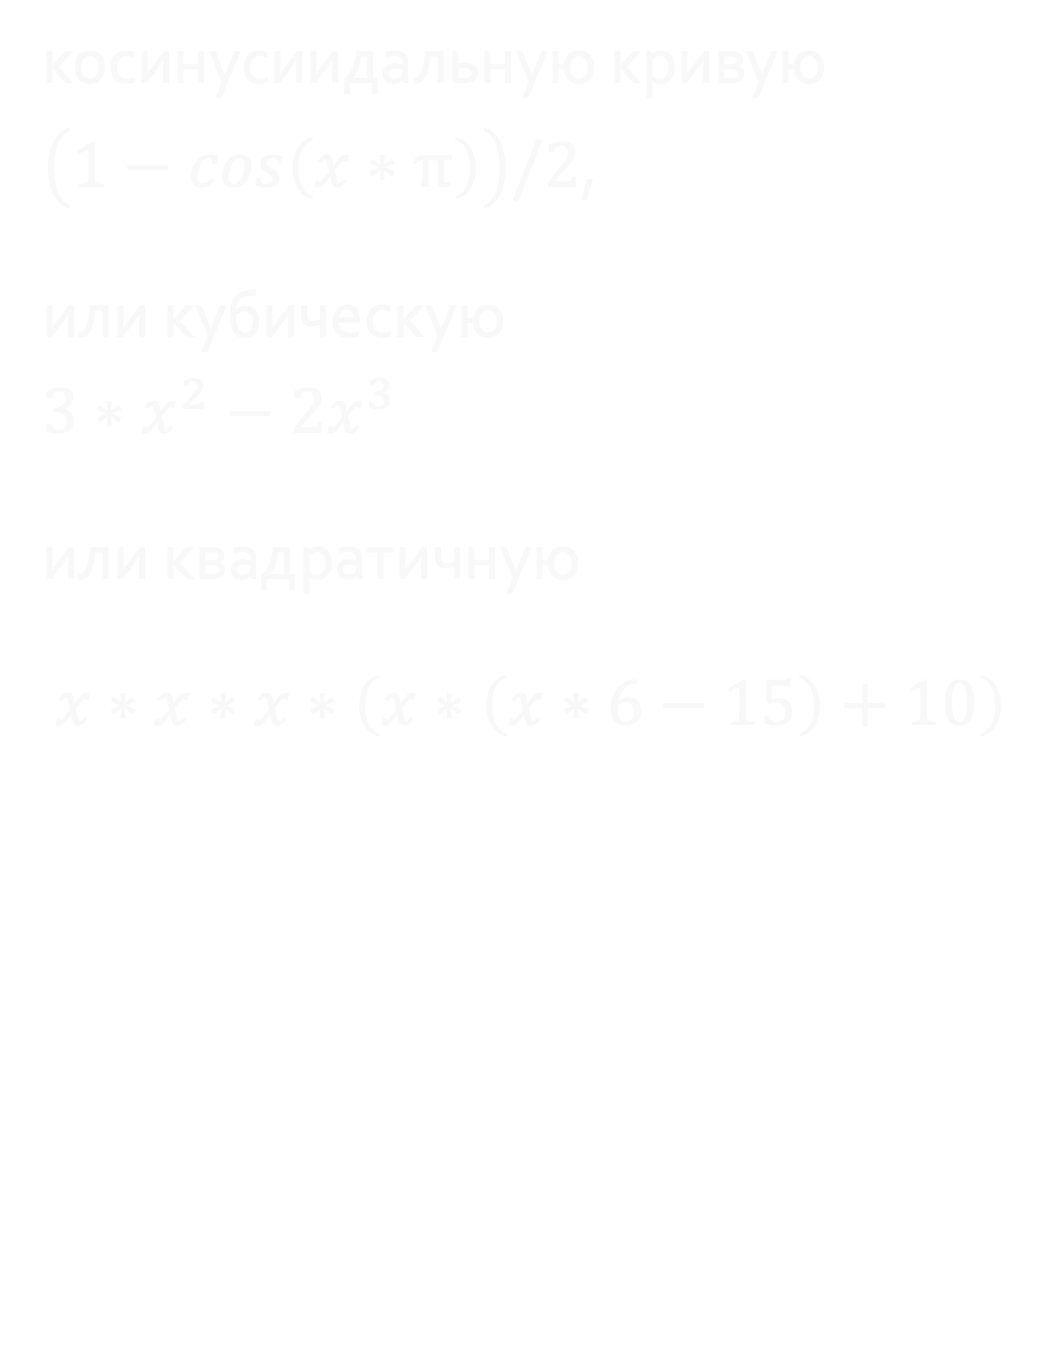 косинусиидальную кривую
(1 − cos(x ∗ π))/2,
или кубическую
3 ∗ x² − 2x³
или квадратичную
x ∗ x ∗ x ∗ (x ∗ (x ∗ 6 − 15) + 10)